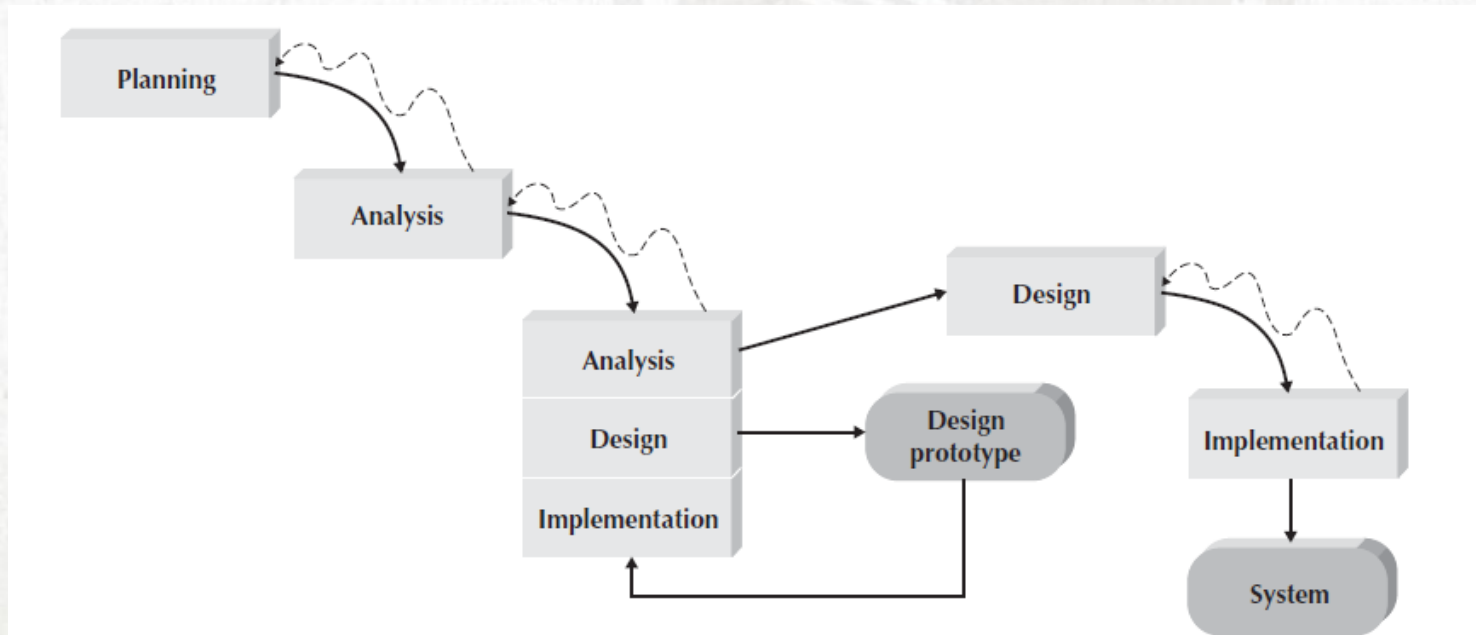 Planning
Analysis
Analysis
Design
Implementation
Design
prototype
Design
Implementation
System